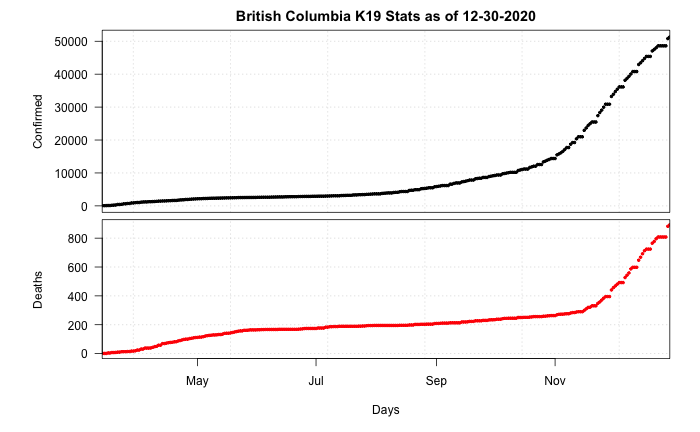 British Columbia K19 Stats as of 12-30-2020
50000
40000
30000
20000
10000
0
Confirmed
800
600
400
200
0
Deaths
May Jul Sep Nov
Days